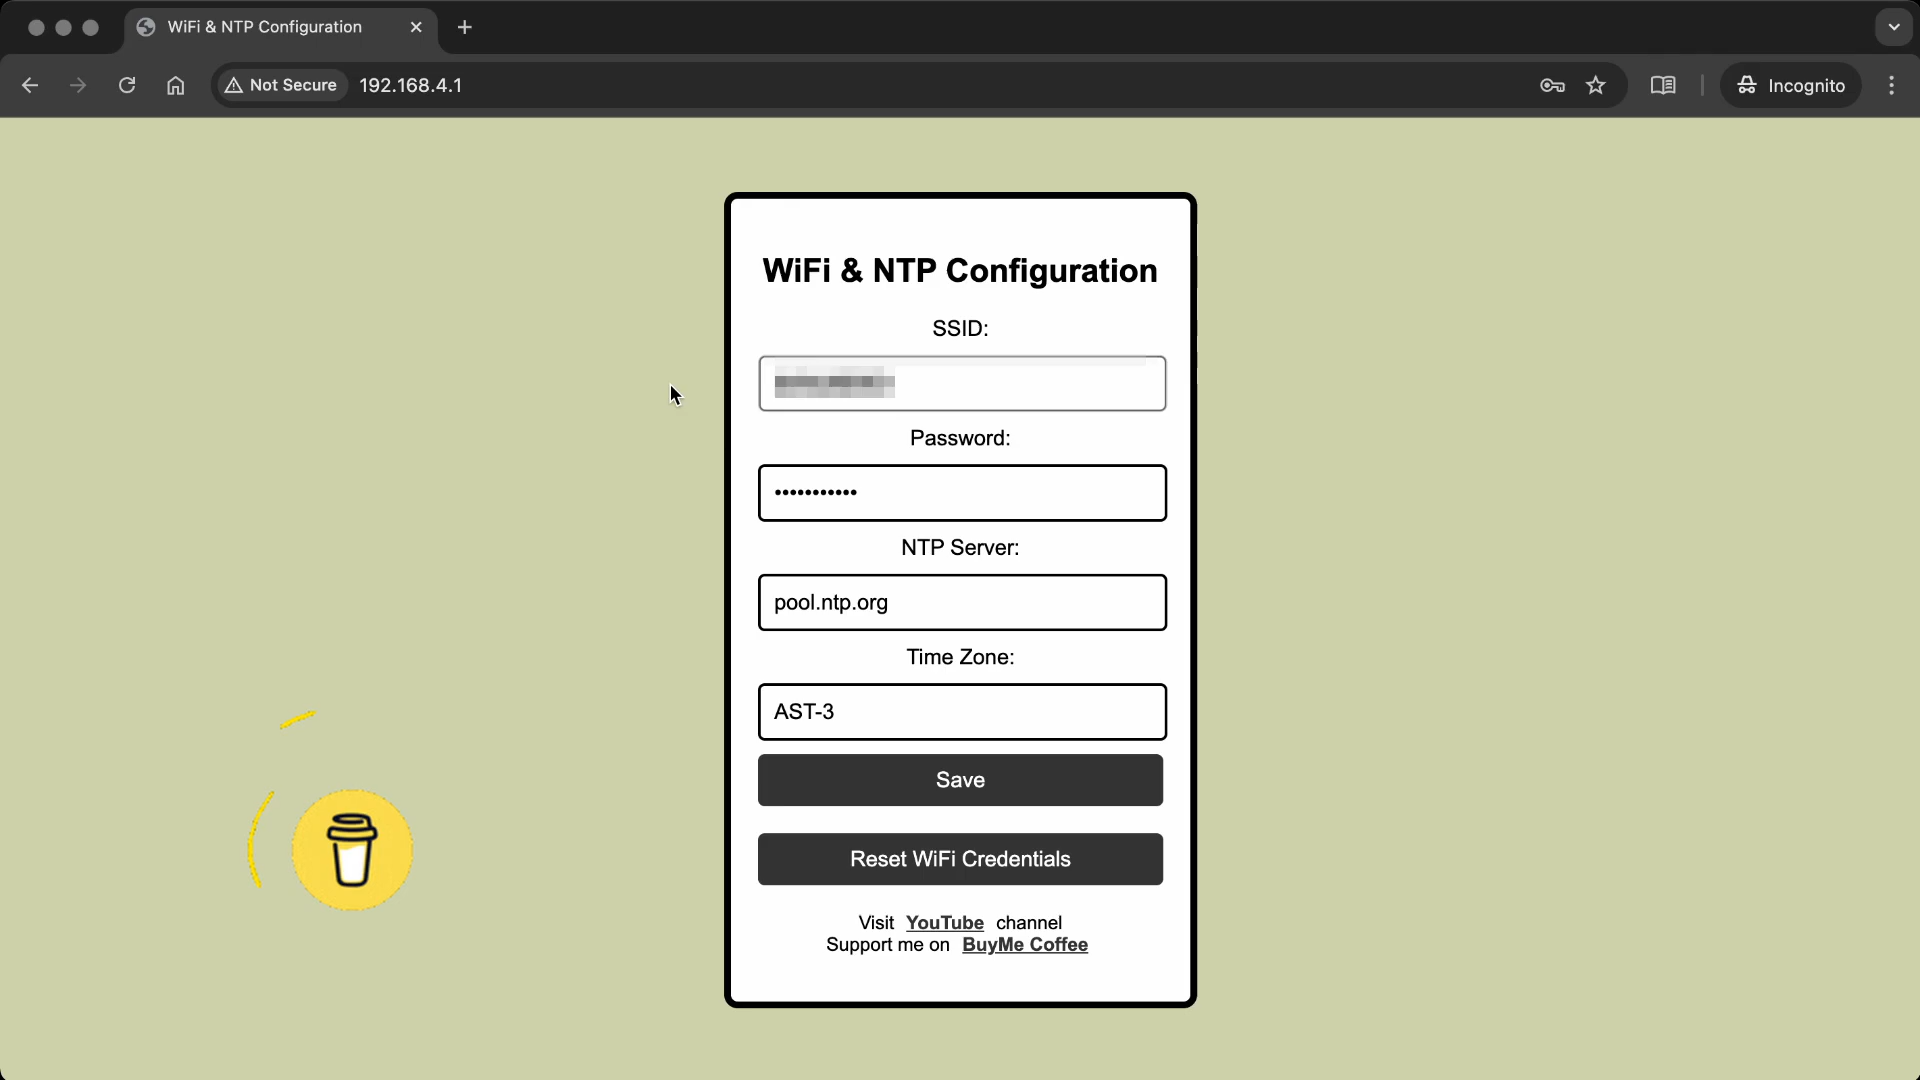 WiFi & NTP Configuration
Not Secure
192.168.4.1
Incognito
WiFi & NTP Configuration
SSID:
Password:
•••••••••••
NTP Server:
pool.ntp.org
Time Zone:
AST-3
Save
Reset WiFi Credentials
Visit YouTube channel
Support me on BuyMe Coffee